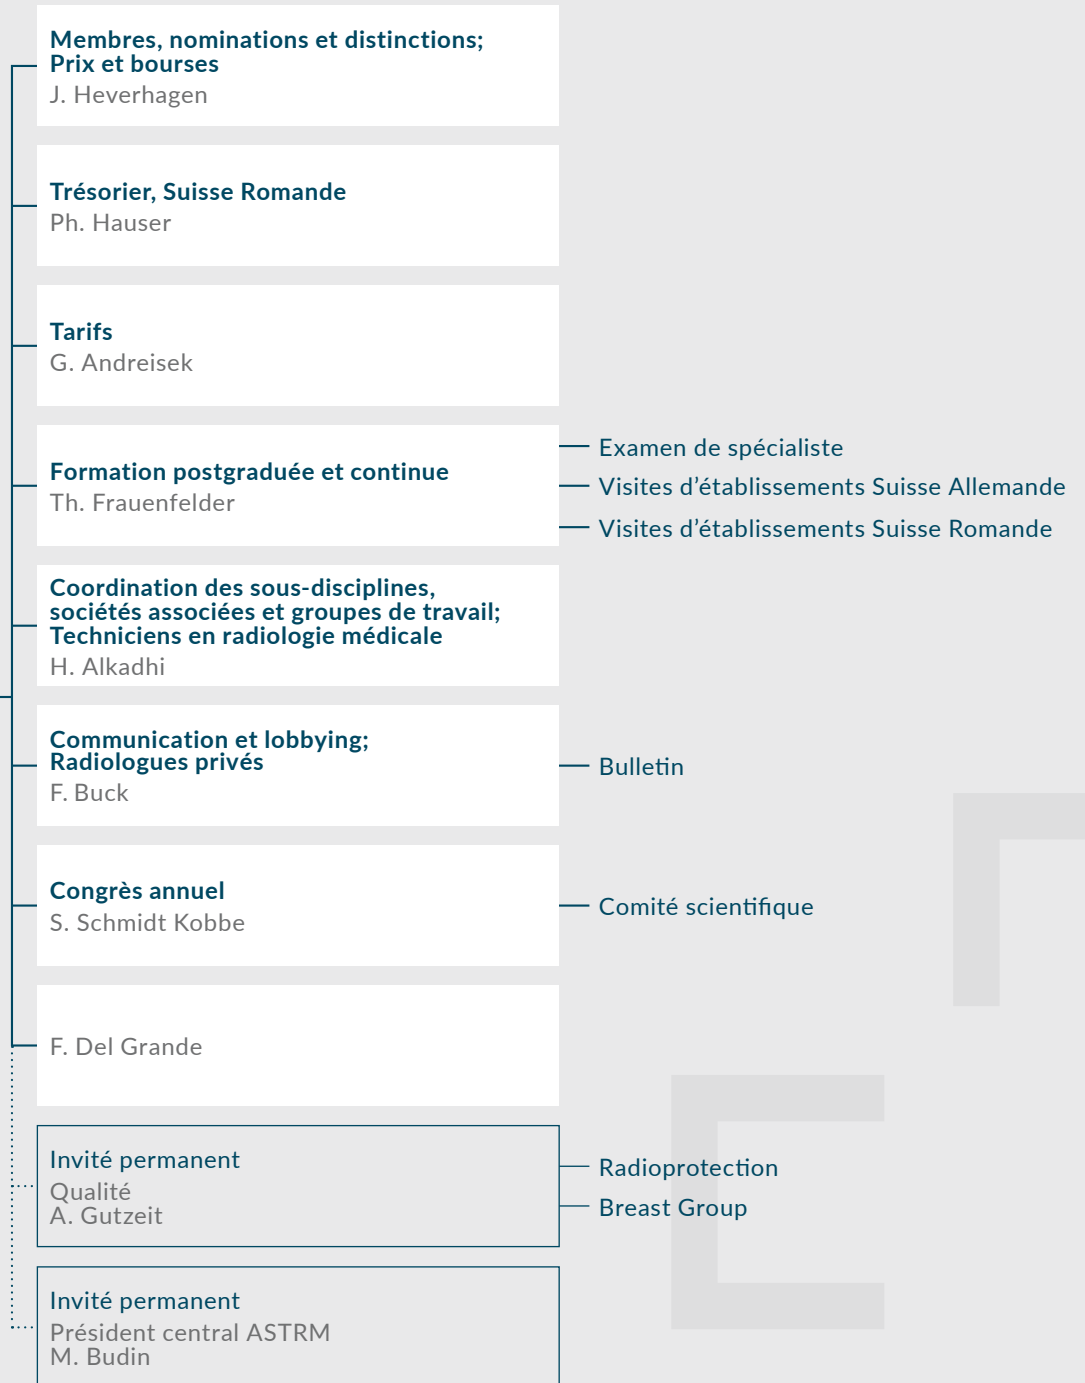 Membres, nominations et distinctions;
Prix et bourses
J. Heverhagen
Trésorier, Suisse Romande
Ph. Hauser
Tarifs
G. Andreisek
Formation postgraduée et continue
Th. Frauenfelder
Examen de spécialiste
Visites d’établissements Suisse Allemande
Visites d’établissements Suisse Romande
Coordination des sous-disciplines,
sociétés associées et groupes de travail;
Techniciens en radiologie médicale
H. Alkadhi
Communication et lobbying;
Radiologues privés
F. Buck
Bulletin
Congrès annuel
S. Schmidt Kobbe
Comité scientifique
F. Del Grande
Invité permanent
Qualité
A. Gutzeit
Radioprotection
Breast Group
Invité permanent
Président central ASTRM
M. Budin